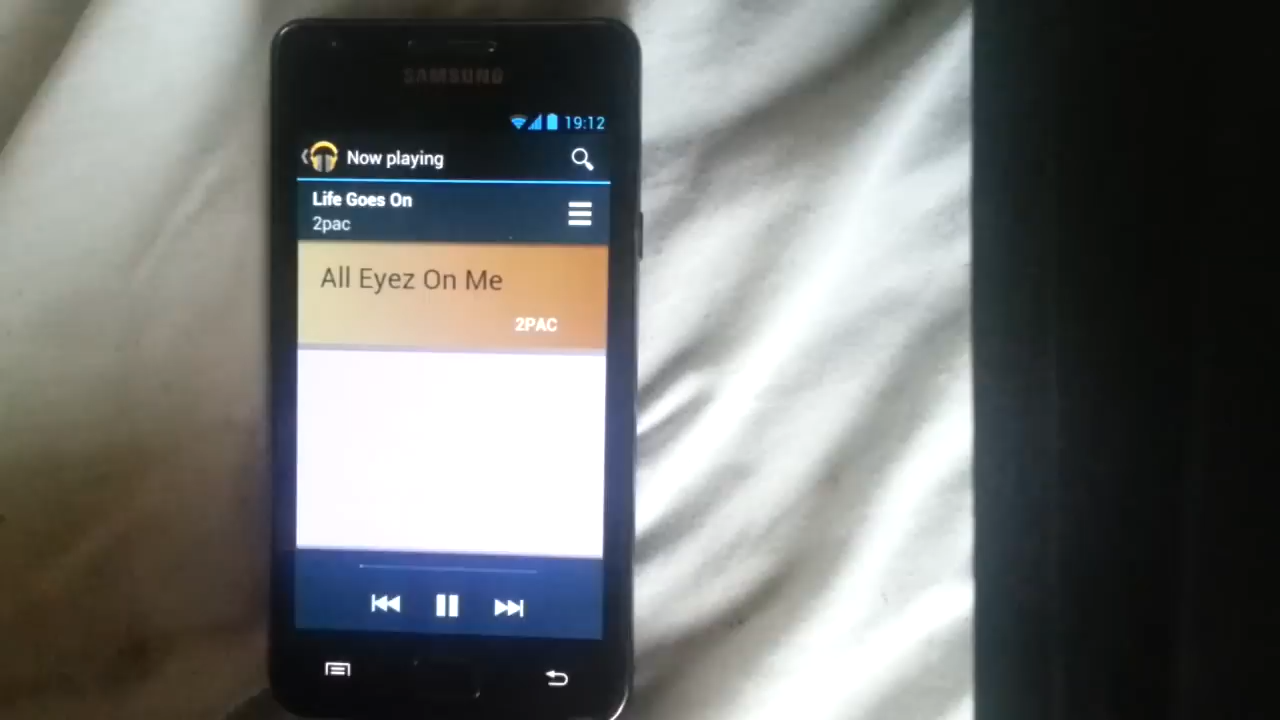 SAMSUNG
19:12
Now playing
Life Goes On
2pac
All Eyez On Me
2PAC